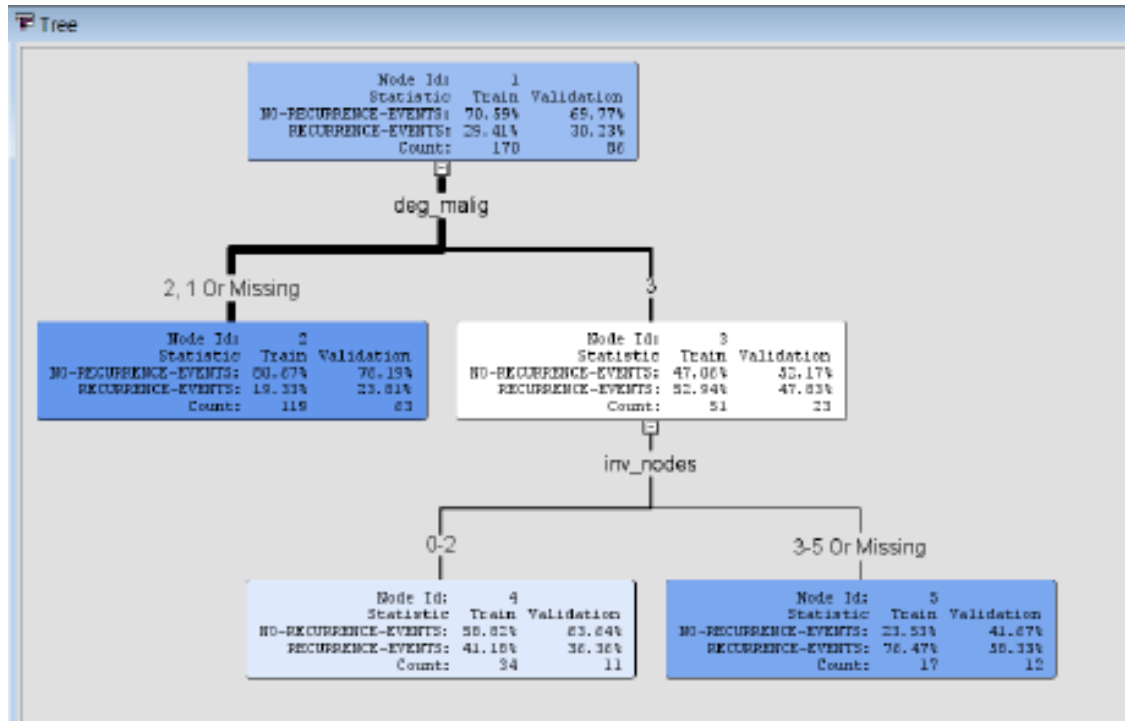 Tree
Node Id: 1
Statistic Train Validation
NO-RECURRENCE-EVENTS: 70.59% 69.77%
RECURRENCE-EVENTS: 29.41% 30.23%
Count: 170 86
deg_malig
2, 1 Or Missing
3
Node Id: 2
Statistic Train Validation
NO-RECURRENCE-EVENTS: 80.67% 76.19%
RECURRENCE-EVENTS: 19.33% 23.81%
Count: 119 63
Node Id: 3
Statistic Train Validation
NO-RECURRENCE-EVENTS: 47.06% 52.17%
RECURRENCE-EVENTS: 52.94% 47.83%
Count: 51 23
inv_nodes
0-2
3-5 Or Missing
Node Id: 4
Statistic Train Validation
NO-RECURRENCE-EVENTS: 58.82% 63.64%
RECURRENCE-EVENTS: 41.18% 36.36%
Count: 34 11
Node Id: 5
Statistic Train Validation
NO-RECURRENCE-EVENTS: 23.53% 41.67%
RECURRENCE-EVENTS: 76.47% 58.33%
Count: 17 12